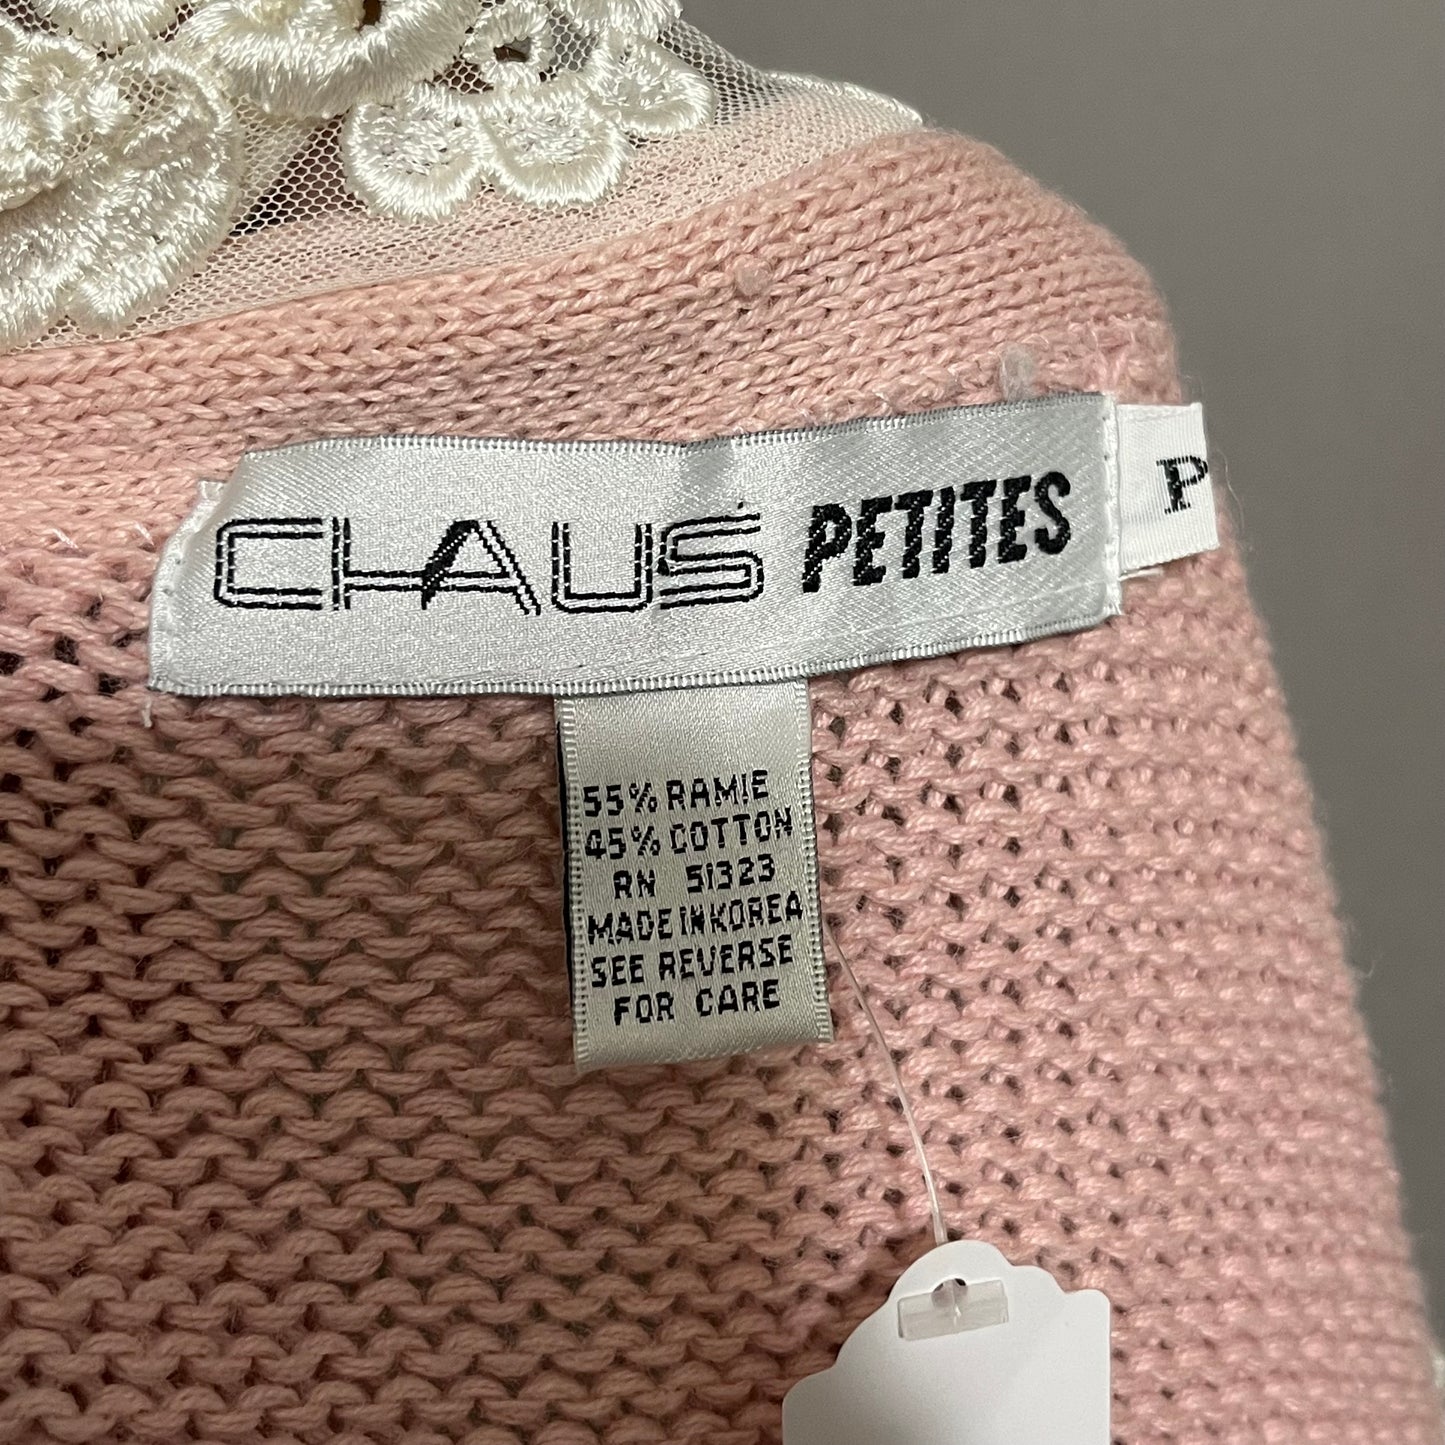 CHAUS PETITES
P
55% RAMIE
45% COTTON
RN 51323
MADE IN KOREA
SEE REVERSE
FOR CARE